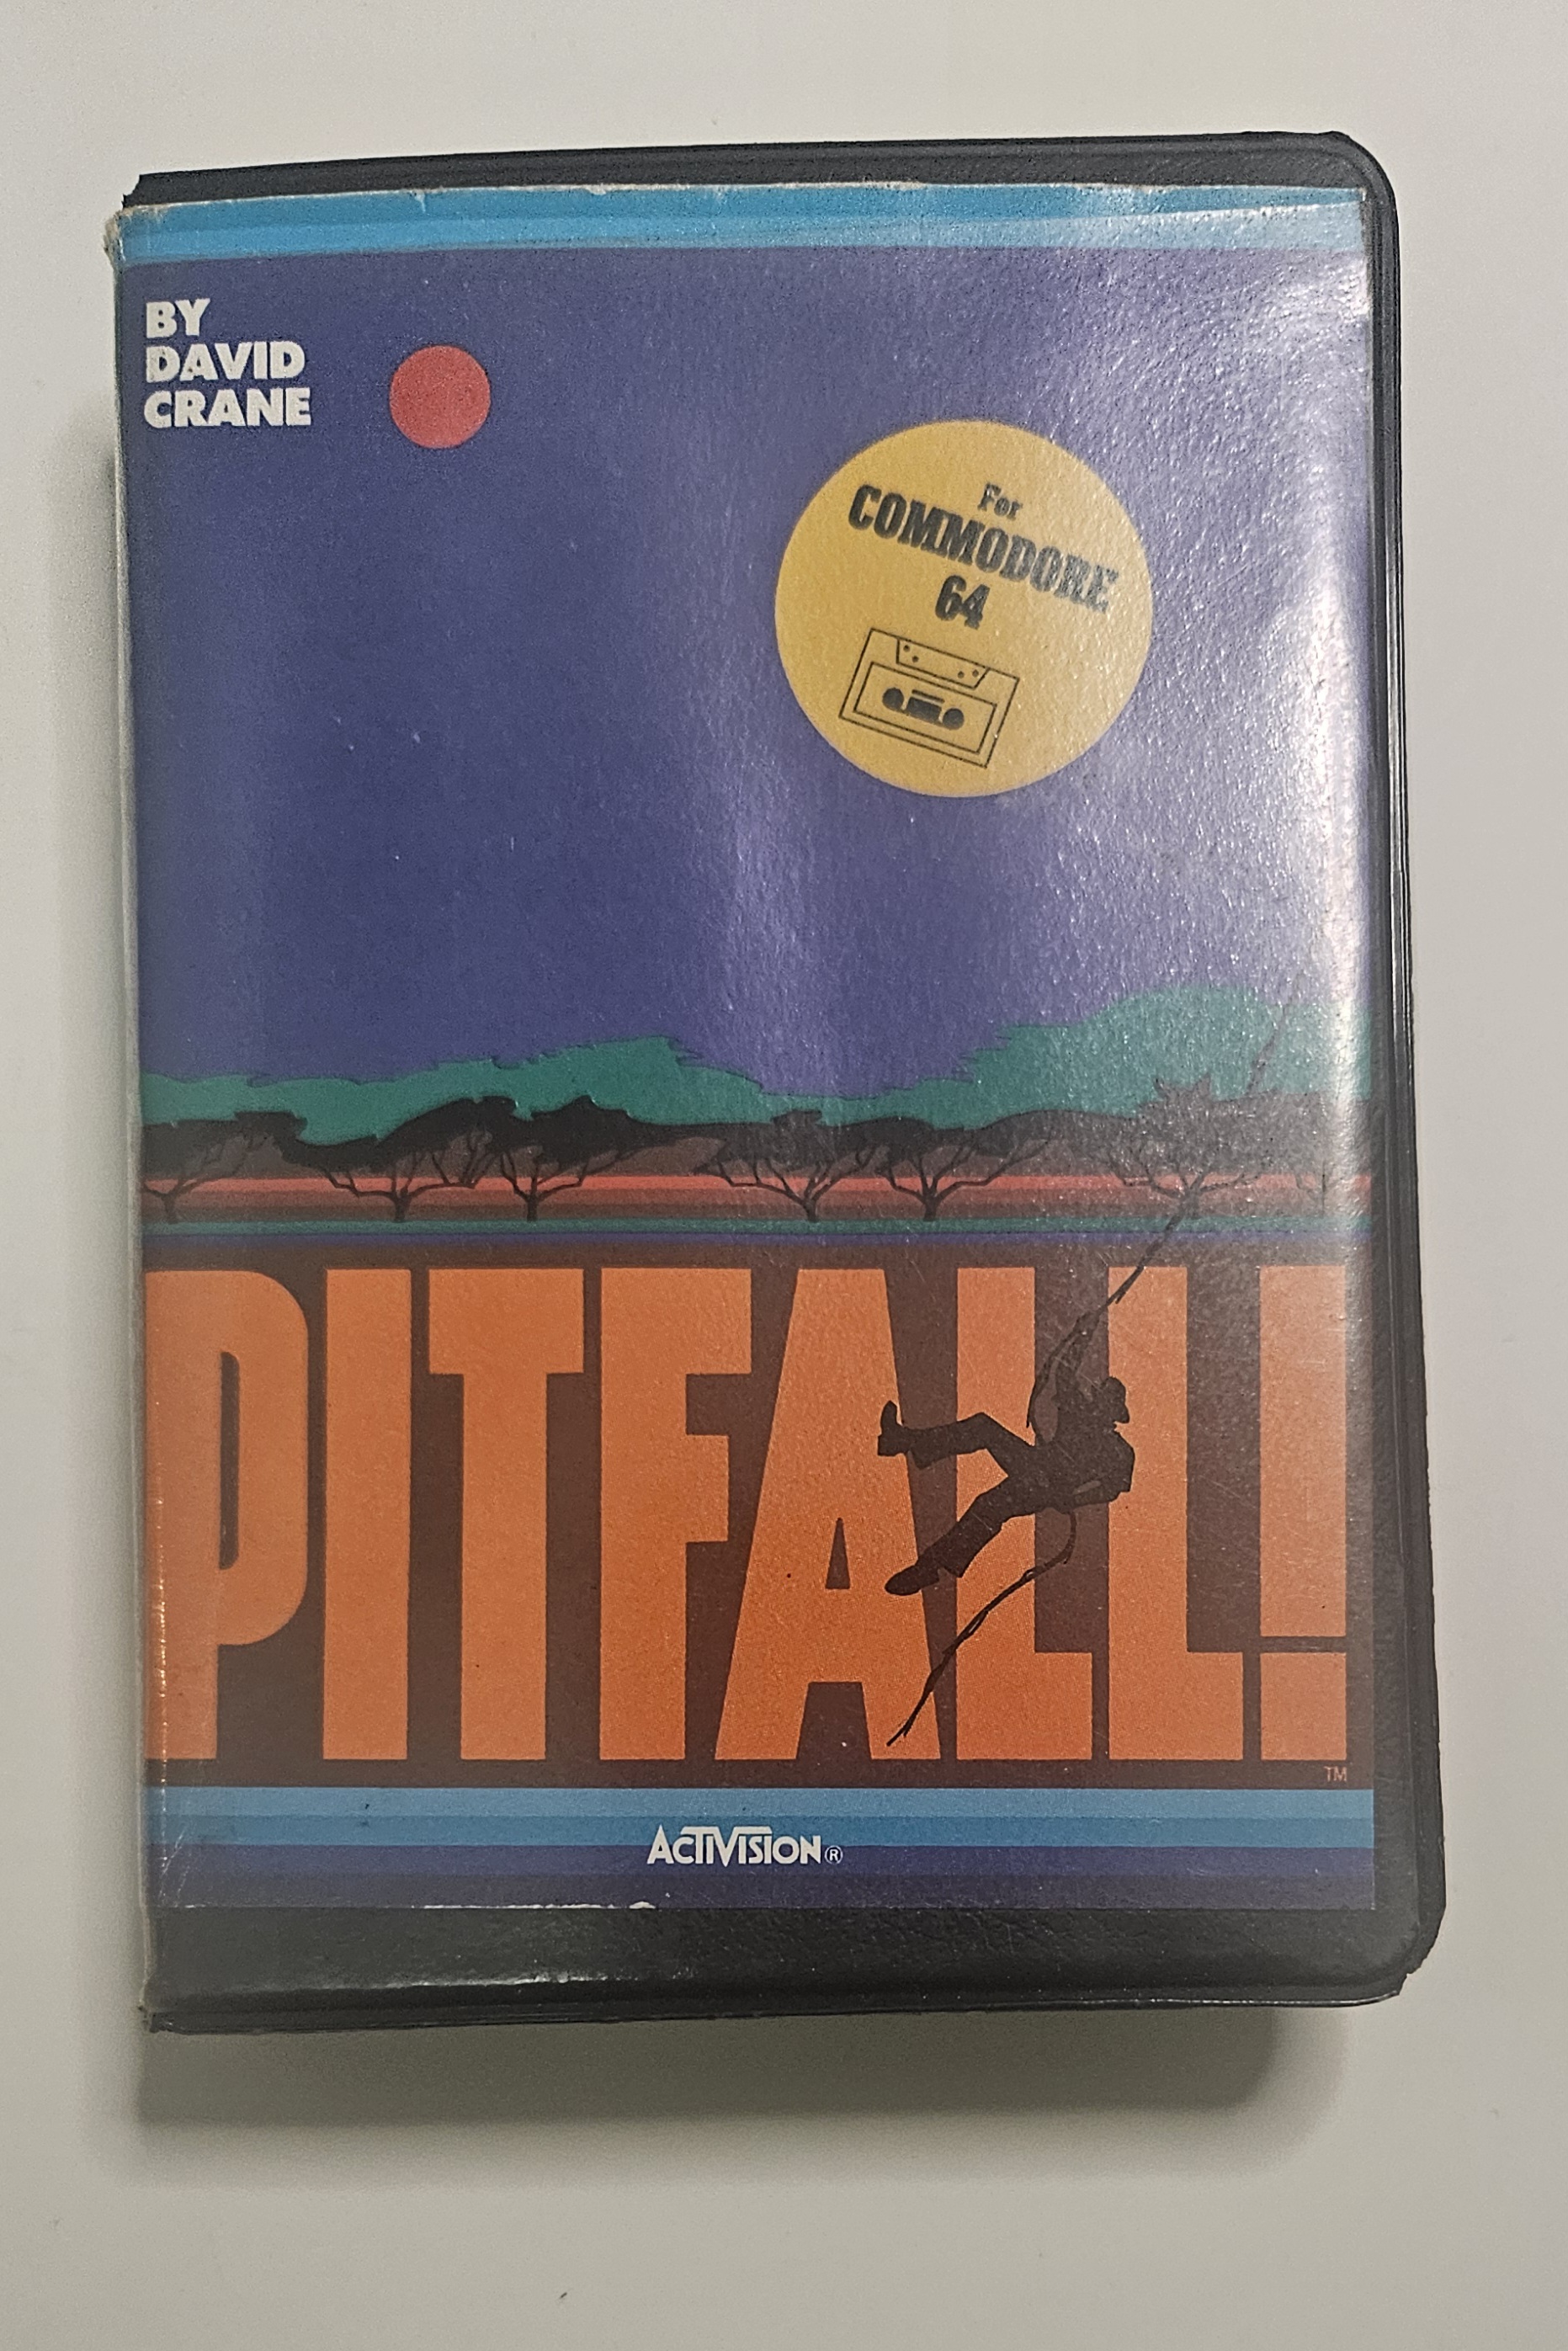 BY
DAVID
CRANE
For
COMMODORE
64
PITFALL!
TM
ACTIVISION®